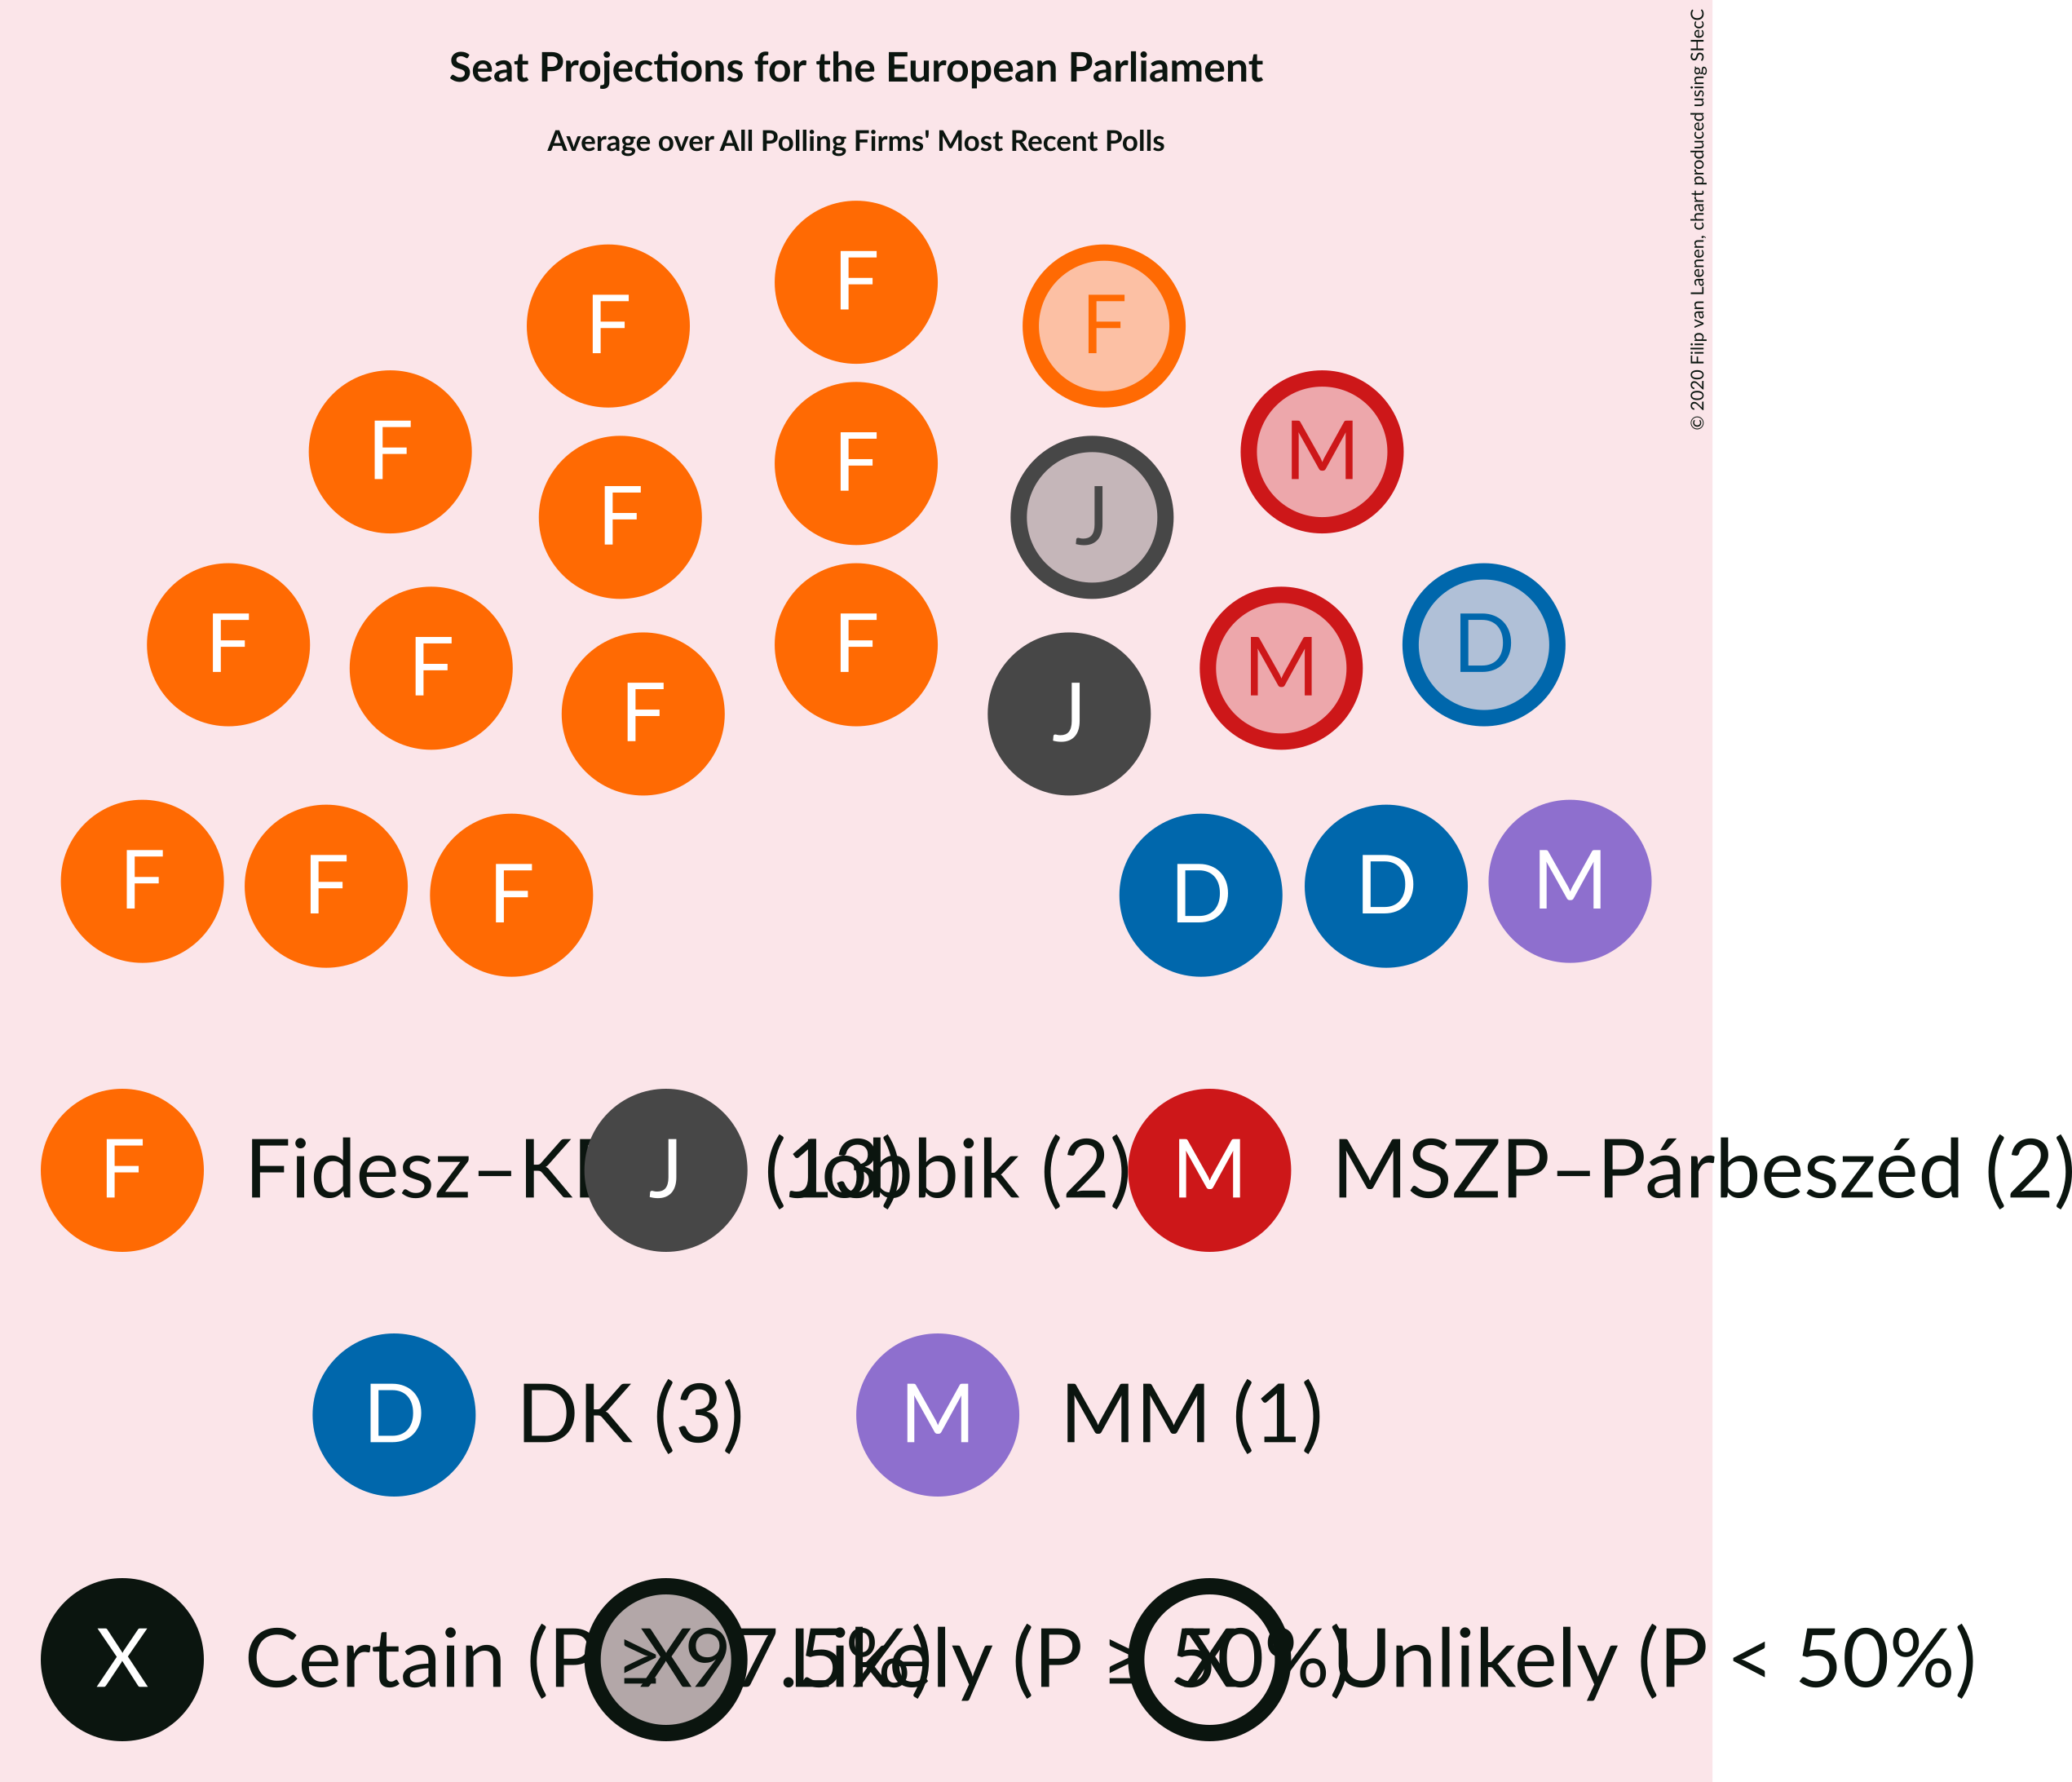 Seat Projections for the European Parliament
Average over All Polling Firms' Most Recent Polls
© 2020 Filip van Laenen, chart produced using SHecC
F
F F
F F M
F J
F F D
F M
F J
F F F D D M
F Fidesz–K (13) J Jobbik (2) M MSZP–Párbeszéd (2)
D DK (3) M MM (1)
X Certain (P ≥ 97.5%) X Likely (P ≥ 50%) X Unlikely (P < 50%)